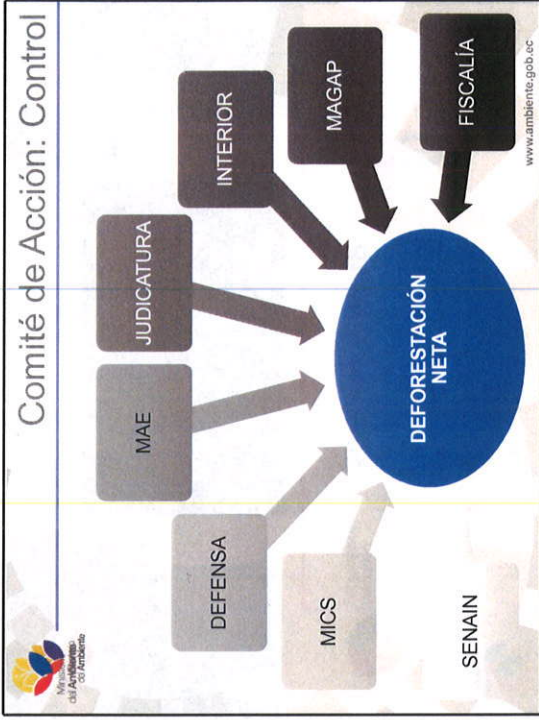 Comité de Acción: Control
Ministerio
del Ambiente
MAE
JUDICATURA
DEFENSA
INTERIOR
MICS
MAGAP
SENAIN
FISCALÍA
DEFORESTACIÓN
NETA
www.ambiente.gob.ec